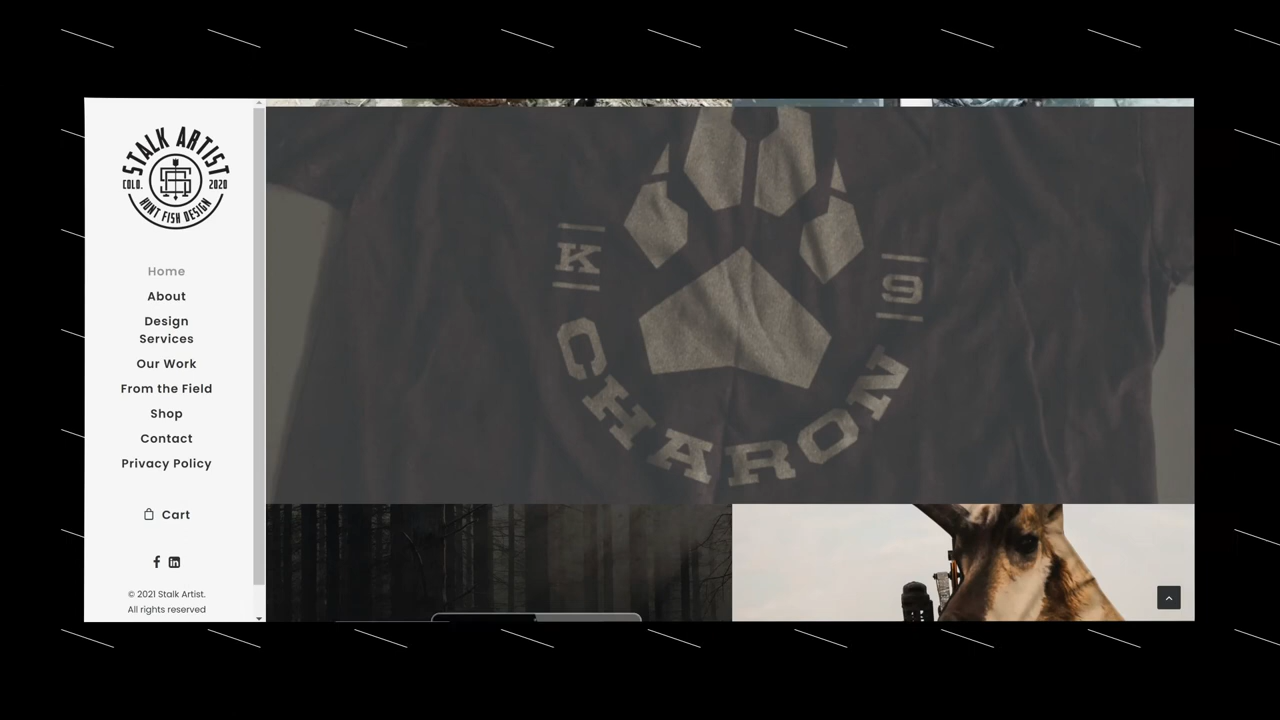 STALK ARTIST
COLO. 2020
HUNT FISH DESIGN
Home
About
Design
Services
Our Work
From the Field
Shop
Contact
Privacy Policy
Cart
© 2021 Stalk Artist.
All rights reserved
K 9
CHARON